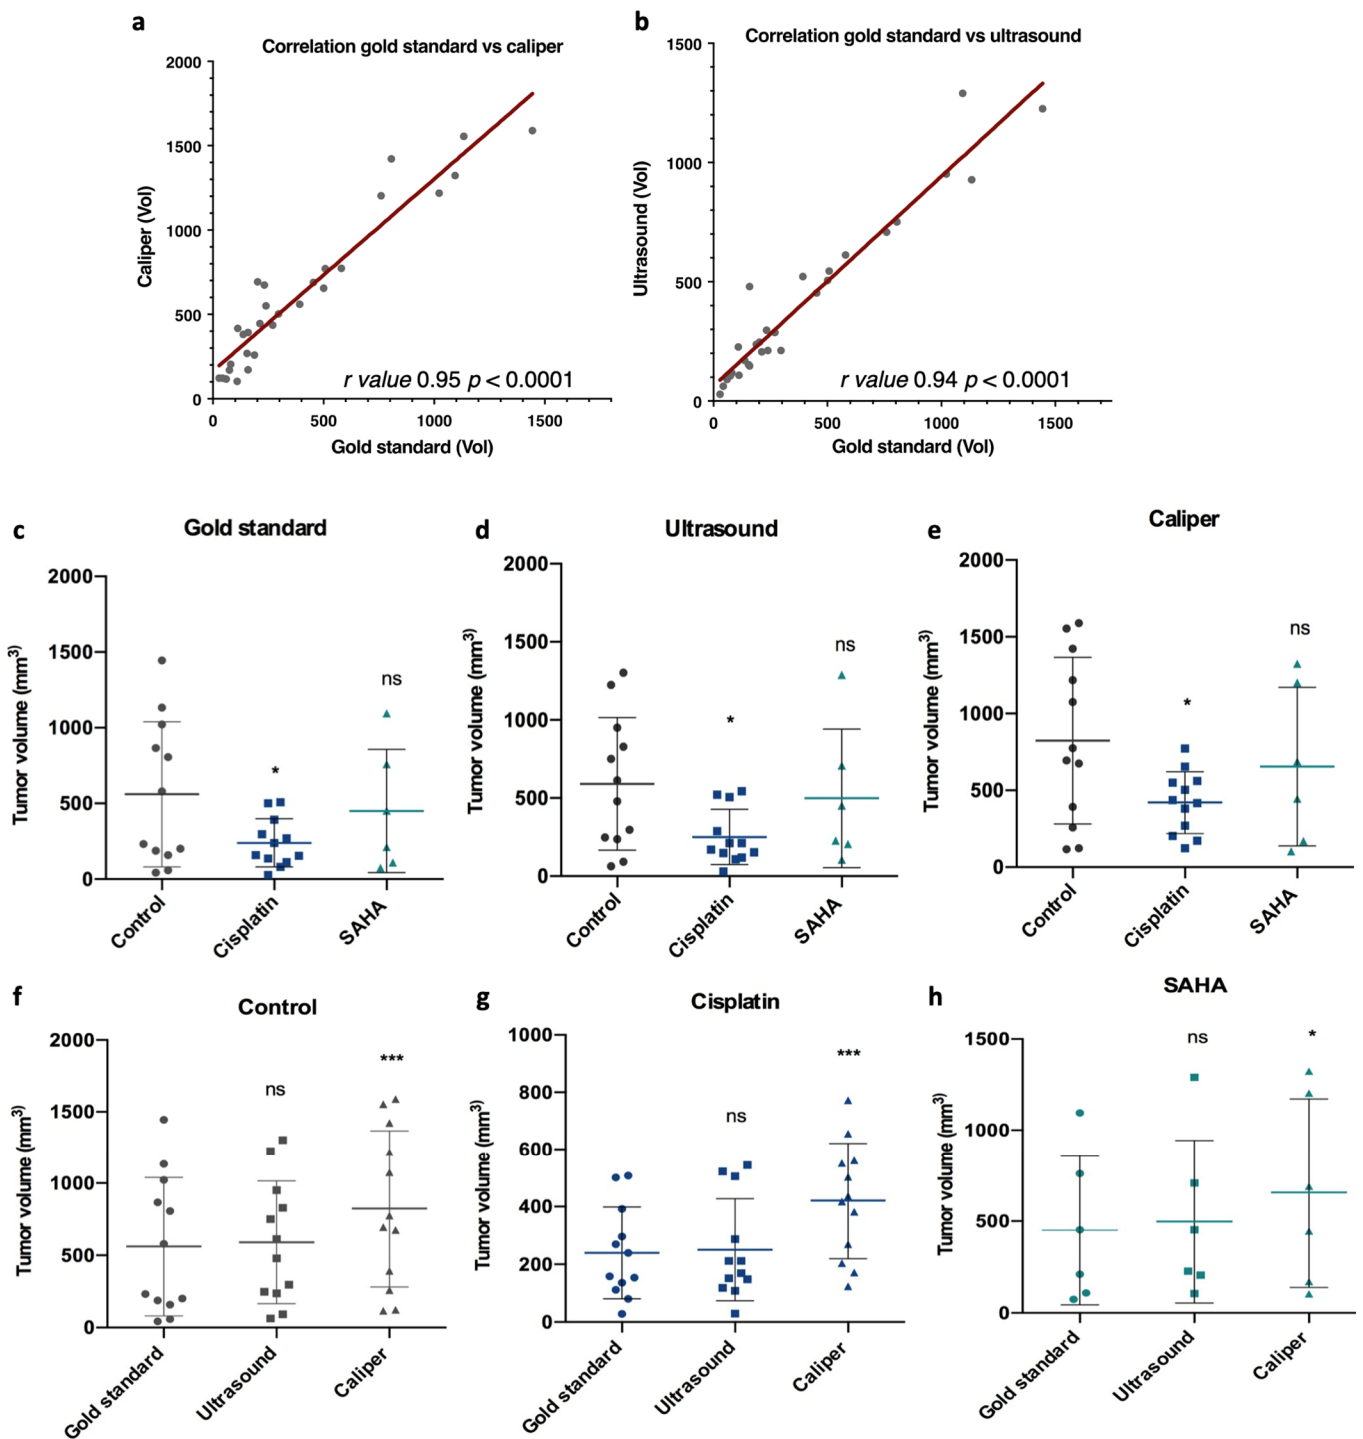 a
Correlation gold standard vs caliper
2000
1500
1000
500
0
Caliper (Vol)
r value 0.95 p < 0.0001
0 500 1000 1500
Gold standard (Vol)
b
Correlation gold standard vs ultrasound
1500
1000
500
0
Ultrasound (Vol)
r value 0.94 p < 0.0001
0 500 1000 1500
Gold standard (Vol)
c
Gold standard
2000
1500
1000
500
0
Tumor volume (mm3)
*
ns
Control
Cisplatin
SAHA
d
Ultrasound
2000
1500
1000
500
0
Tumor volume (mm3)
*
ns
Control
Cisplatin
SAHA
e
Caliper
2000
1500
1000
500
0
Tumor volume (mm3)
*
ns
Control
Cisplatin
SAHA
f
Control
2000
1500
1000
500
0
Tumor volume (mm3)
ns
***
Gold standard
Ultrasound
Caliper
g
Cisplatin
1000
800
600
400
200
0
Tumor volume (mm3)
ns
***
Gold standard
Ultrasound
Caliper
h
SAHA
1500
1000
500
0
Tumor volume (mm3)
ns
*
Gold standard
Ultrasound
Caliper